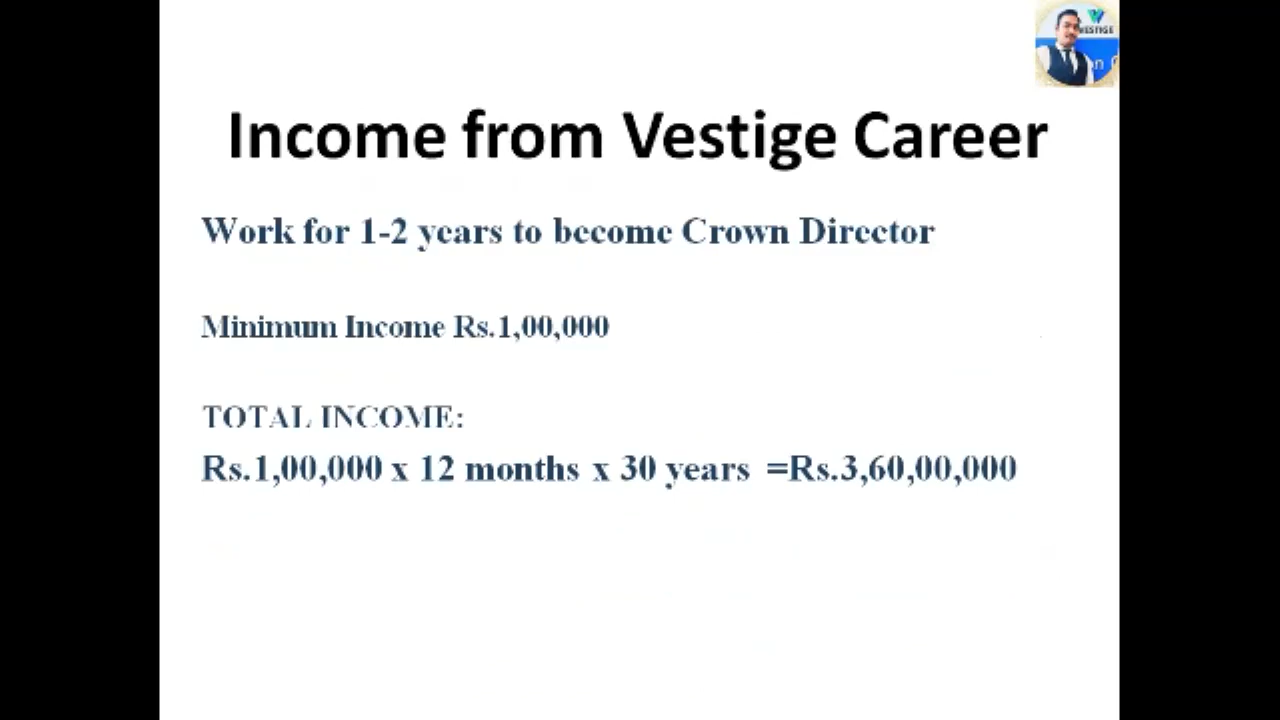 VESTIGE
Income from Vestige Career
Work for 1-2 years to become Crown Director
Minimum Income Rs.1,00,000
TOTAL INCOME:
Rs.1,00,000 x 12 months x 30 years =Rs.3,60,00,000